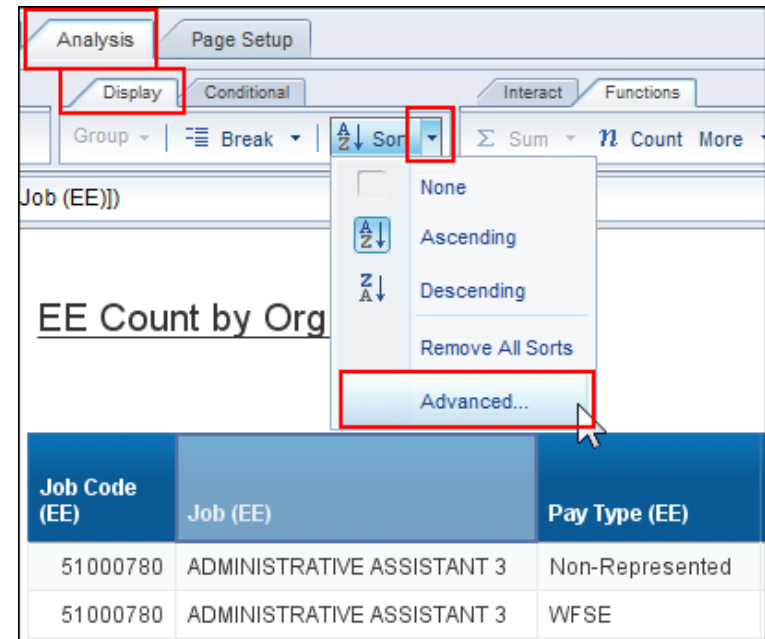 Analysis Page Setup
Display Conditional Interact Functions
Group Break Sort Σ Sum n Count More
Job (EE)])
None
Ascending
Descending
Remove All Sorts
Advanced...
EE Count by Org
Job Code
(EE) Job (EE) Pay Type (EE)
51000780 ADMINISTRATIVE ASSISTANT 3 Non-Represented
51000780 ADMINISTRATIVE ASSISTANT 3 WFSE